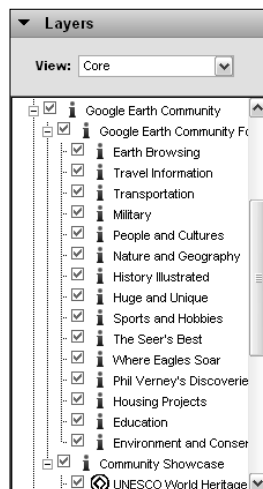 Layers
View: Core
Google Earth Community
Google Earth Community Fo
Earth Browsing
Travel Information
Transportation
Military
People and Cultures
Nature and Geography
History Illustrated
Huge and Unique
Sports and Hobbies
The Seer's Best
Where Eagles Soar
Phil Verney's Discoverie
Housing Projects
Education
Environment and Conser
Community Showcase
UNESCO World Heritage